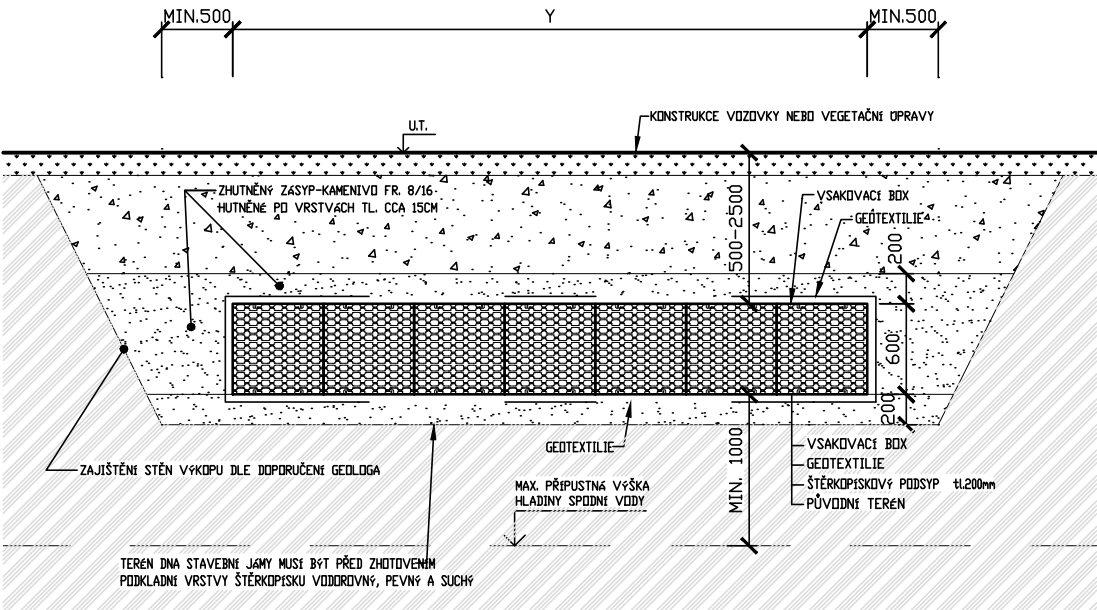 MIN.500
Y
MIN.500
KONSTRUKCE VOZOVKY NEBO VEGETAČNÍ ÚPRAVY
U.T.
ZHUTNĚNÝ ZÁSYP-KAMENIVO FR. 8/16
HUTNĚNÉ PO VRSTVÁCH TL. CCA 15CM
VSAKOVACÍ BOX
GEOTEXTILIE
500-2500
200
600
200
MIN. 1000
GEOTEXTILIE
ZAJIŠTĚNÍ STĚN VÝKOPU DLE DOPORUČENÍ GEOLOGA
VSAKOVACÍ BOX
GEOTEXTILIE
ŠTĚRKOPÍSKOVÝ PODSYP tl.200mm
PŮVODNÍ TERÉN
MAX. PŘÍPUSTNÁ VÝŠKA
HLADINY SPODNÍ VODY
TERÉN DNA STAVEBNÍ JÁMY MUSÍ BÝT PŘED ZHOTOVENÍM
PODKLADNÍ VRSTVY ŠTĚRKOPÍSKU VODOROVNÝ, PEVNÝ A SUCHÝ